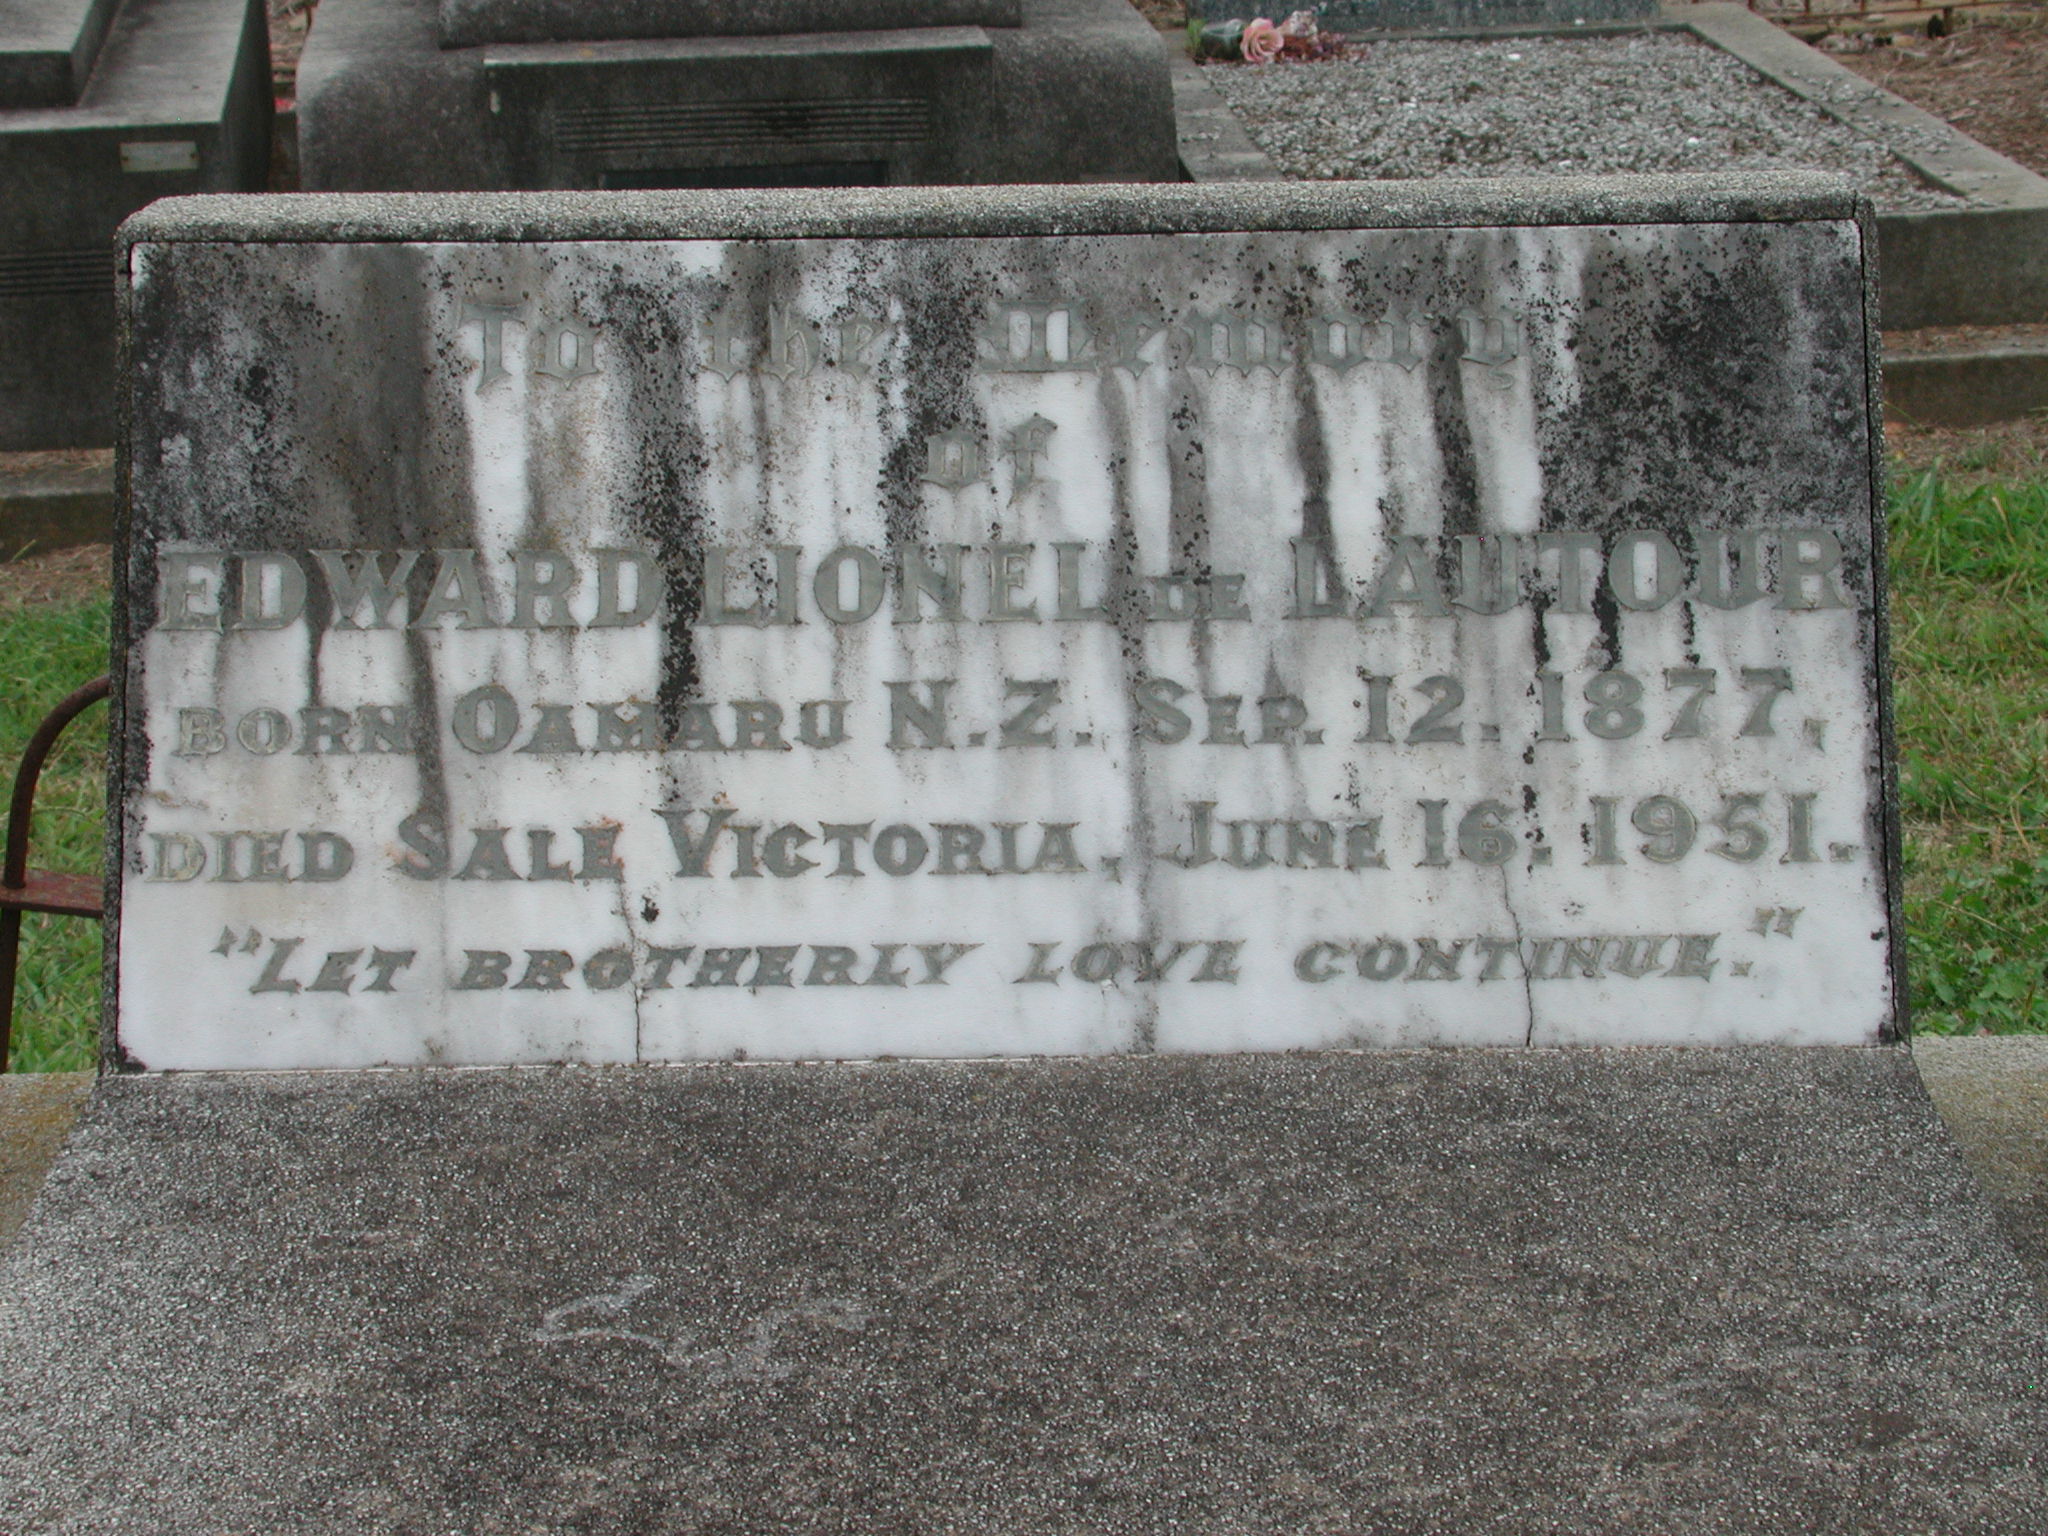 To the Memory
of
EDWARD LIONEL DE LAUTOUR
BORN OAMARU N.Z. SEP. 12. 1877,
DIED SALE VICTORIA, JUNE 16. 1951.
"LET BROTHERLY LOVE CONTINUE."